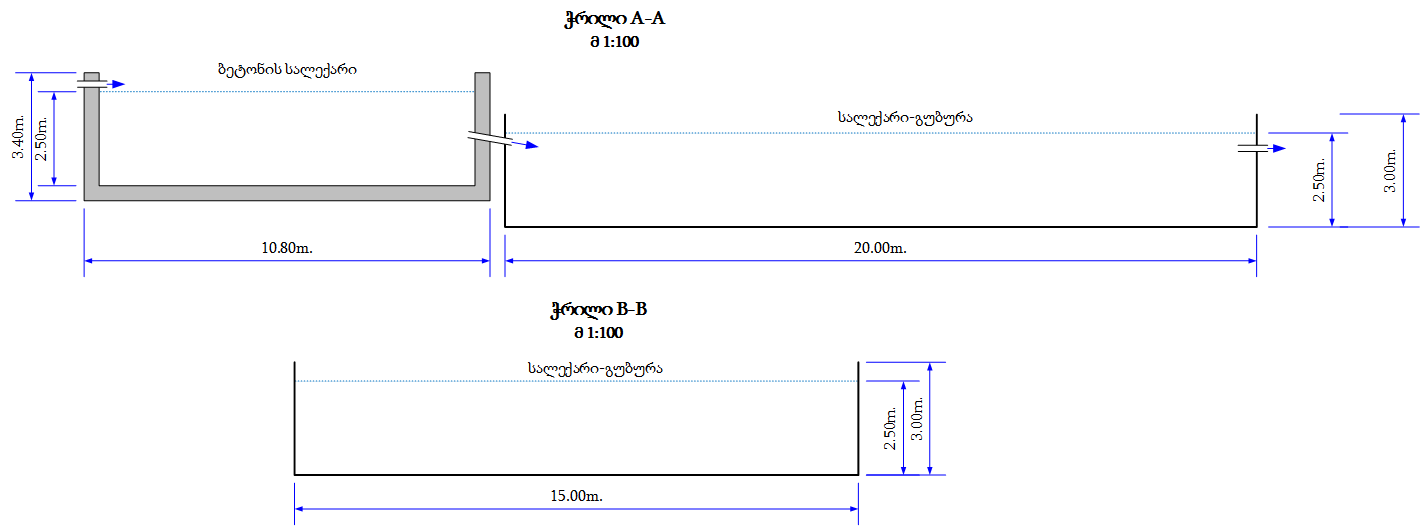 ჭრილი A-A
მ 1:100
ბეტონის სალექარი
სალექარი-გუბურა
3.40m.
2.50m.
2.50m.
3.00m.
10.80m.
20.00m.
ჭრილი B-B
მ 1:100
სალექარი-გუბურა
2.50m.
3.00m.
15.00m.